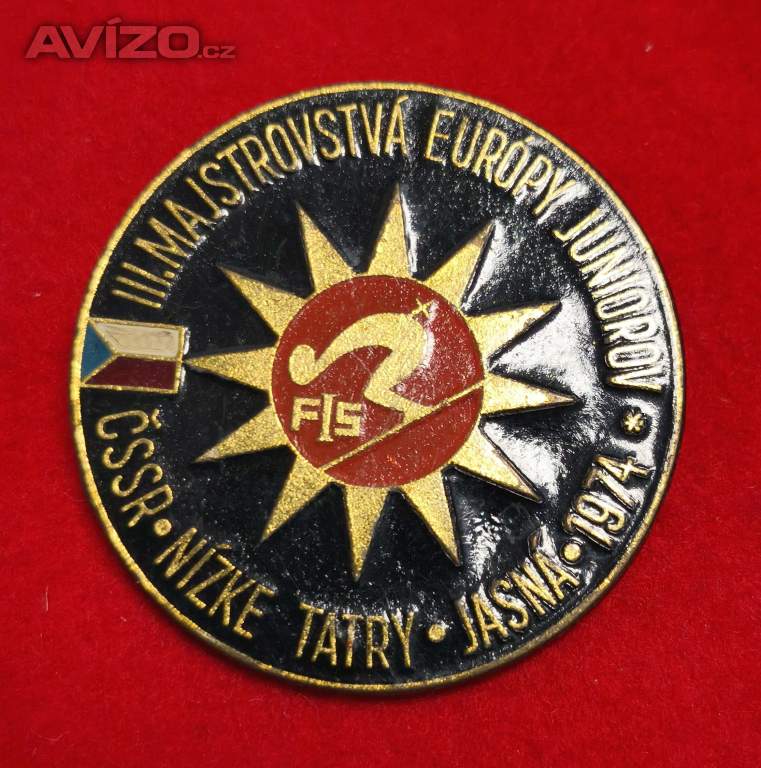 AVÍZO.cz
III.MAJSTROVSTVÁ EURÓPY JUNIOROV *
FIS
ČSSR • NÍZKE TATRY • JASNÁ • 1974